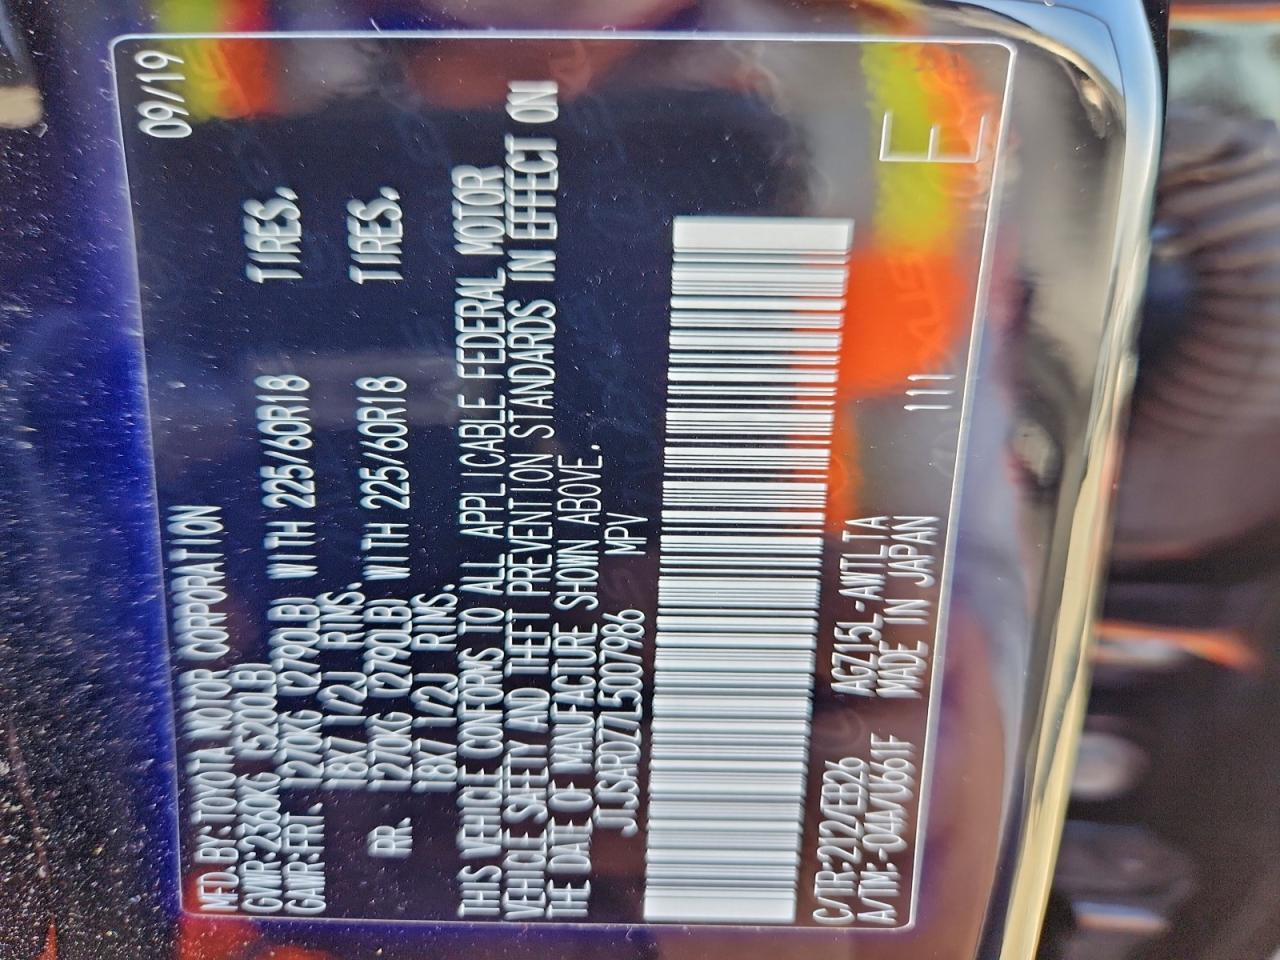 MFD.BY:TOYOTA MOTOR CORPORATION 09/19
GVWR:2360KG (5200LB)
GAWR:FRT. 1270KG (2790LB) WITH 225/60R18 TIRES.
18X7 1/2J RIMS.
RR. 1270KG (2790LB) WITH 225/60R18 TIRES.
18X7 1/2J RIMS.
THIS VEHICLE CONFORMS TO ALL APPLICABLE FEDERAL MOTOR
VEHICLE SAFETY AND THEFT PREVENTION STANDARDS IN EFFECT ON
THE DATE OF MANUFACTURE SHOWN ABOVE.
MPV
C/TR:212/EB26 AGZ15L-AWTLTA
A/TM:-04A/U661F MADE IN JAPAN 111 E